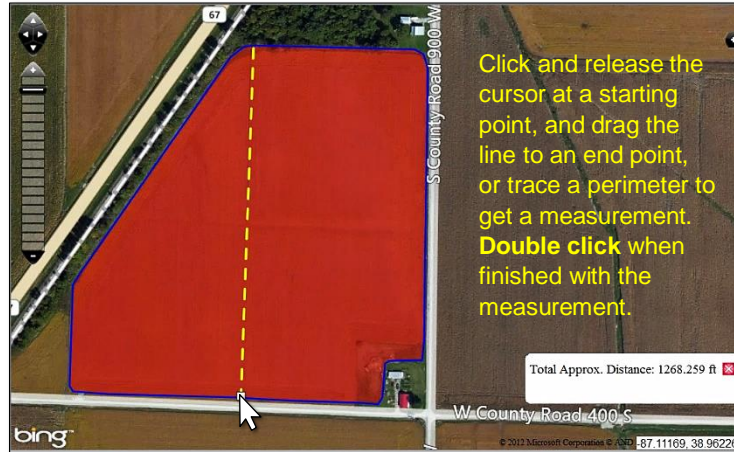 67
S County Road 900 W
Click and release the
cursor at a starting
point, and drag the
line to an end point,
or trace a perimeter to
get a measurement.
Double click when
finished with the
measurement.
Total Approx. Distance: 1268.259 ft
W County Road 400 S
bing
© 2012 Microsoft Corporation © AND
-87.11169, 38.96226